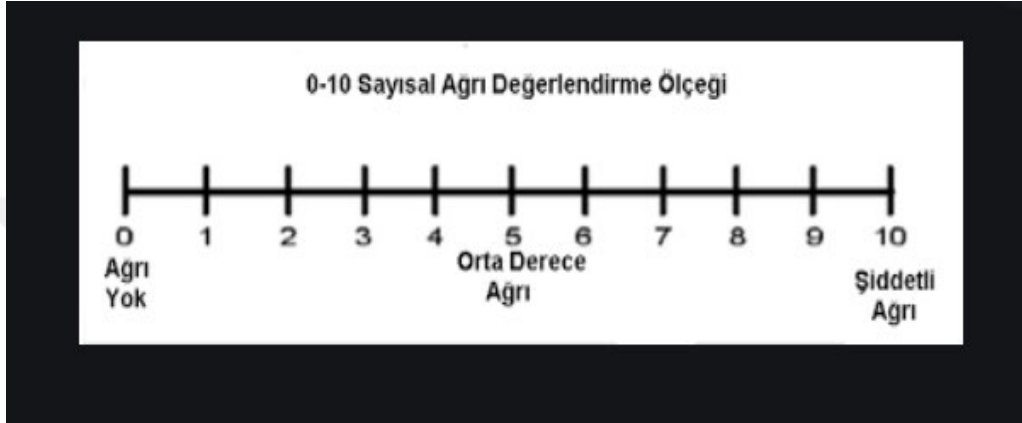 0-10 Sayısal Ağrı Değerlendirme Ölçeği
0 1 2 3 4 5 6 7 8 9 10
Ağrı
Yok
Orta Derece
Ağrı
Şiddetli
Ağrı